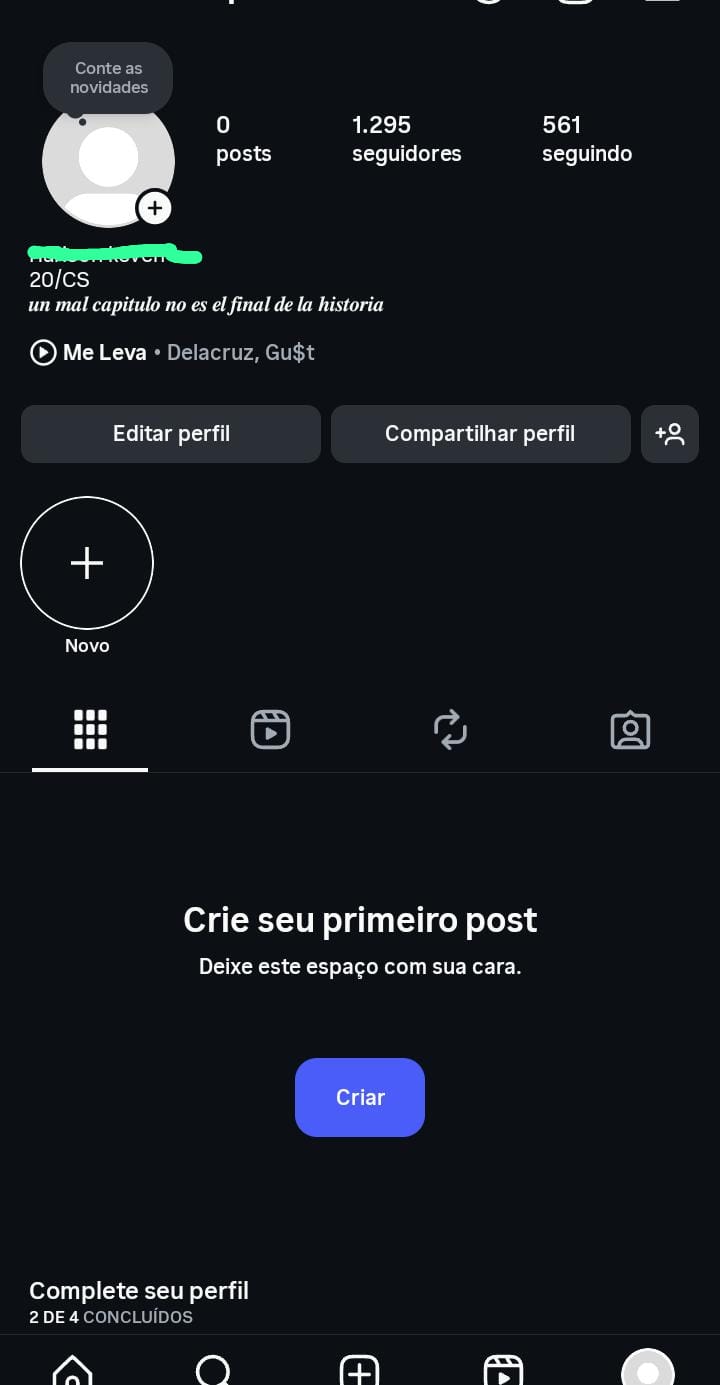 Conte as
novidades
0
posts
1.295
seguidores
561
seguindo
20/CS
un mal capitulo no es el final de la historia
Me Leva • Delacruz, Gu$t
Editar perfil
Compartilhar perfil
Novo
Crie seu primeiro post
Deixe este espaço com sua cara.
Criar
Complete seu perfil
2 DE 4 CONCLUÍDOS